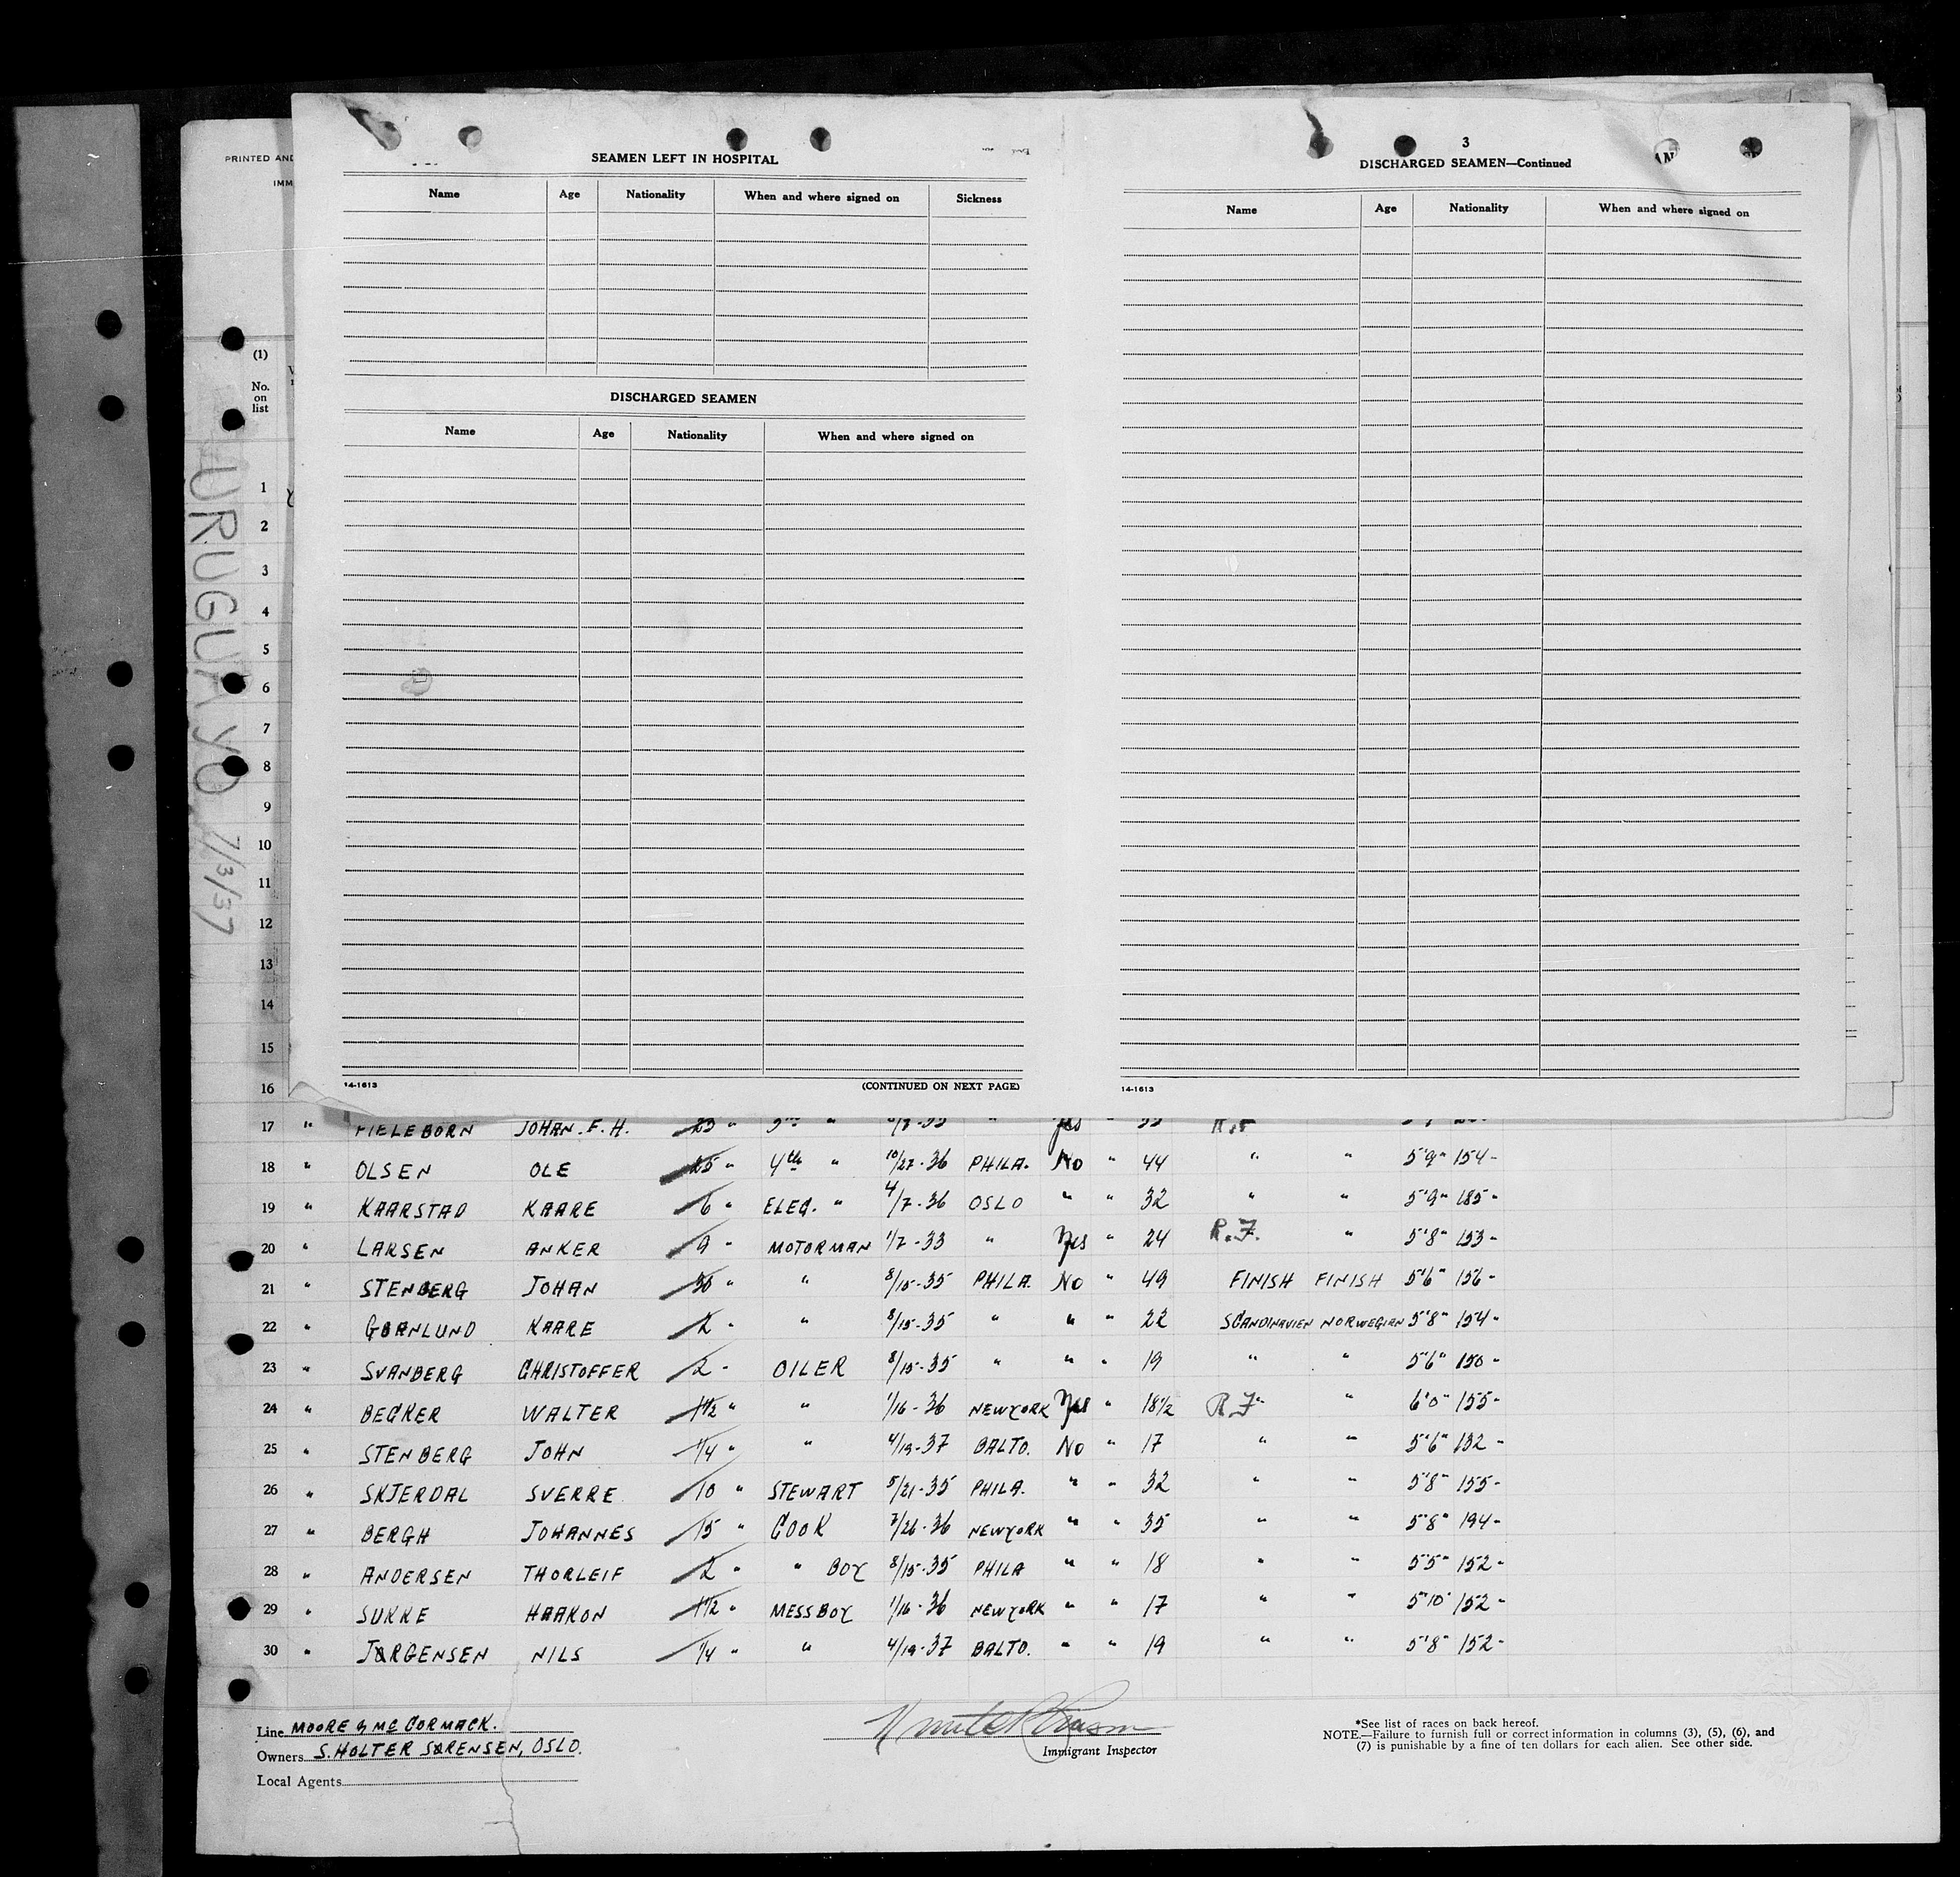 PRINTED AND
IMM
SEAMEN LEFT IN HOSPITAL
Name Age Nationality When and where signed on Sickness
DISCHARGED SEAMEN
Name Age Nationality When and where signed on
14-1613 (CONTINUED ON NEXT PAGE)
3
DISCHARGED SEAMEN—Continued
Name Age Nationality When and where signed on
14-1613
(1)
No.
on
list
URUGUAYO 7/3/37
1
2
3
4
5
6
7
8
9
10
11
12
13
14
15
16
17 " JOHAN. F. H. " " " Yes "
18 " OLSEN OLE 25 " 4th " 10/27-36 PHILA. No " 44 " " 5'9" 154-
19 " KAARSTAD KAARE 6 " ELEC. " 4/7-36 OSLO " " 32 " " 5'9" 185-
20 " LARSEN ANKER 9 " MOTORMAN 1/7-33 " Yes " 24 R.F. " 5'8" 153-
21 " STENBERG JOHAN 30 " " 8/15-35 PHILA. No " 49 FINISH FINISH 5'6" 156-
22 " KAARE 2 " " 8/15-35 " " " 22 SCANDINAVIEN NORWEGIAN 5'8" 154-
23 " SVANBERG CHRISTOFFER 2 - OILER 8/15-35 " " " 19 " " 5'6" 150-
24 " BECKER WALTER 1 1/2 " " 1/16-36 NEWYORK Yes " 18 1/2 R.F. " 6'0" 155-
25 " STENBERG JOHN 1/4 " " 4/19-37 BALTO. No " 17 " " 5'6" 132-
26 " SKJERDAL SVERRE 10 " STEWART 5/21-35 PHILA. " " 32 " " 5'8" 155-
27 " BERGH JOHANNES 15 " COOK 7/26-36 NEWYORK " " 35 " " 5'8" 194-
28 " ANDERSEN THORLEIF 2 " " BOY 8/15-35 PHILA " " 18 " " 5'5" 152-
29 " SUKKE HAAKON 1 1/2 " MESSBOY 1/16-36 NEWYORK " " 17 " " 5'10" 152-
30 " JØRGENSEN NILS 1/4 " " 4/19-37 BALTO. " " 19 " " 5'8" 152-
Line MOORE & MC CORMACK.
Owners S. HOLTER SØRENSEN, OSLO.
Local Agents
Immigrant Inspector
*See list of races on back hereof.
NOTE.—Failure to furnish full or correct information in columns (3), (5), (6), and
(7) is punishable by a fine of ten dollars for each alien. See other side.